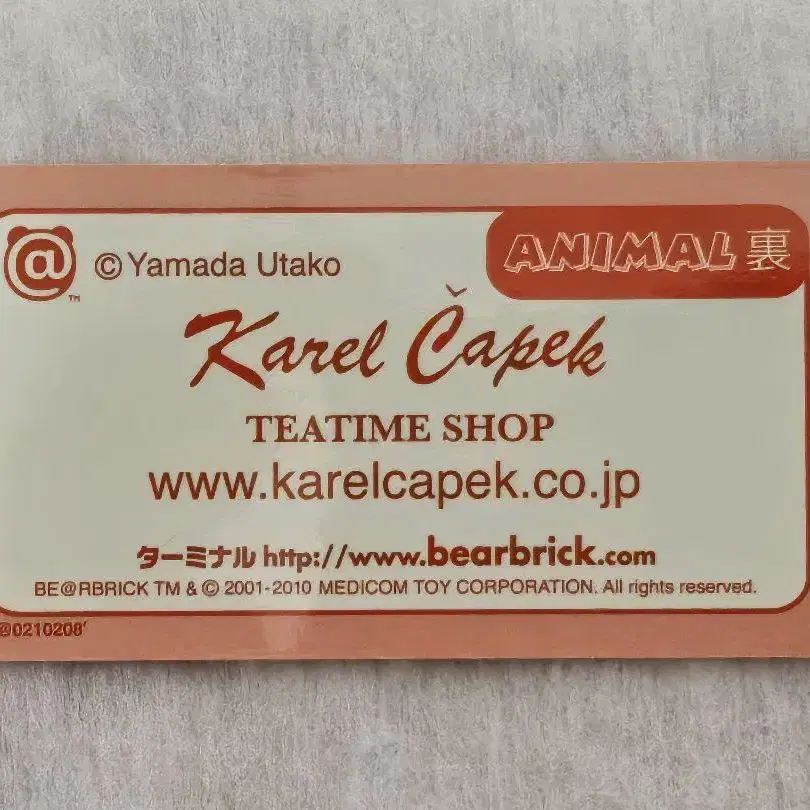 @ © Yamada Utako
ANIMAL 裏
TM
Karel Čapek
TEATIME SHOP
www.karelcapek.co.jp
ターミナル http://www.bearbrick.com
BE@RBRICK TM & © 2001-2010 MEDICOM TOY CORPORATION. All rights reserved.
@0210208'